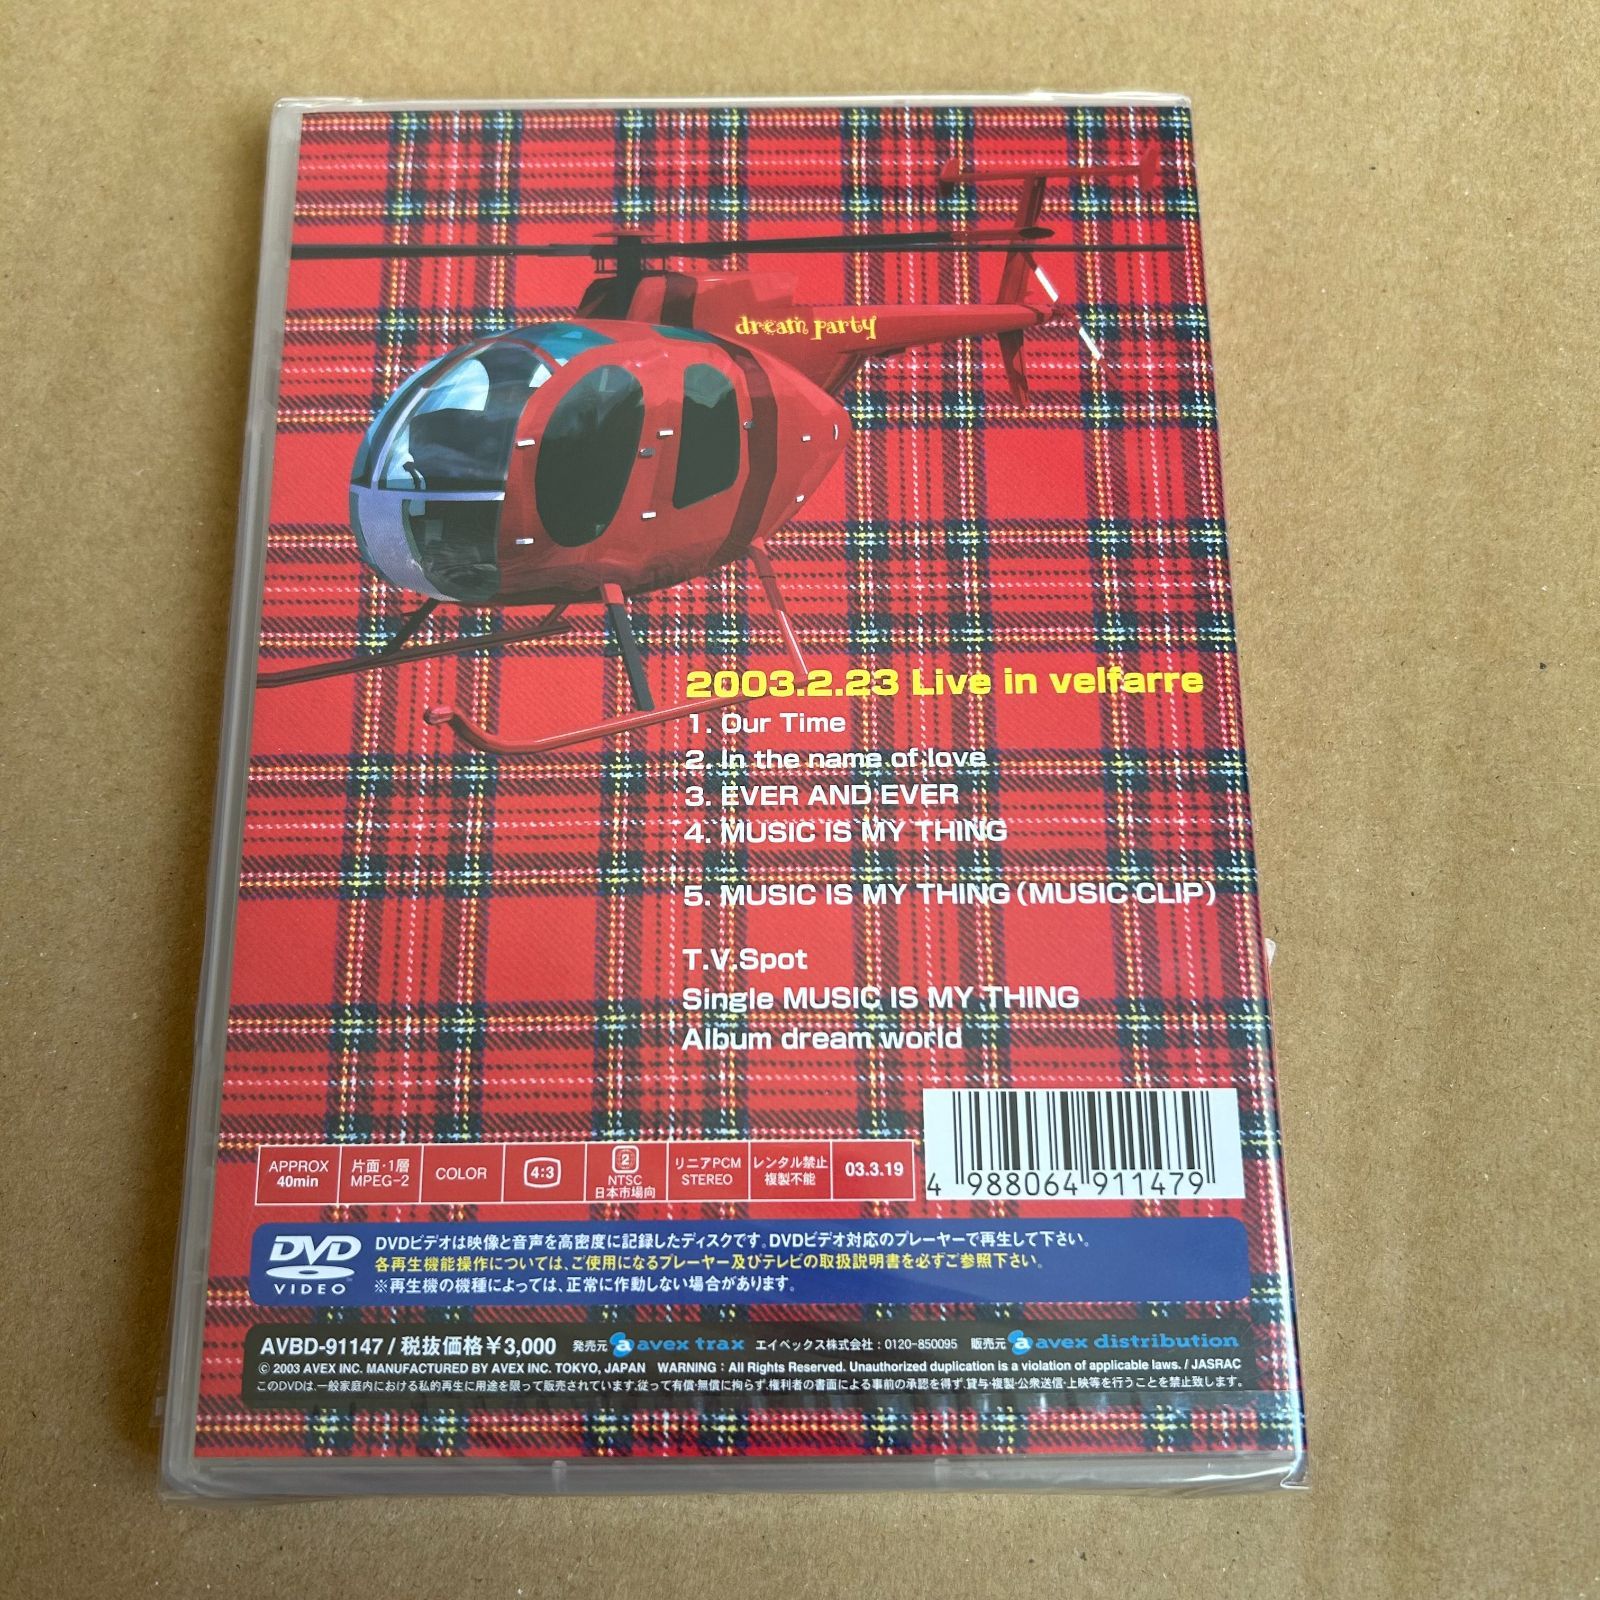 dream party
2003.2.23 Live in velfarre
1. Our Time
2. In the name of love
3. EVER AND EVER
4. MUSIC IS MY THING
5. MUSIC IS MY THING (MUSIC CLIP)
T.V.Spot
Single MUSIC IS MY THING
Album dream world
APPROX 40min
片面・1層 MPEG-2
COLOR
4:3
2 NTSC 日本市場向
リニアPCM STEREO
レンタル禁止 複製不能
03.3.19
4 988064 911479
DVD VIDEO
DVDビデオは映像と音声を高密度に記録したディスクです。DVDビデオ対応のプレーヤーで再生して下さい。
各再生機能操作については、ご使用になるプレーヤー及びテレビの取扱説明書を必ずご参照下さい。
※再生機の機種によっては、正常に作動しない場合があります。
AVBD-91147 / 税抜価格¥3,000 発売元 a avex trax エイベックス株式会社:0120-850095 販売元 a avex distribution
© 2003 AVEX INC. MANUFACTURED BY AVEX INC. TOKYO, JAPAN WARNING : All Rights Reserved. Unauthorized duplication is a violation of applicable laws. / JASRAC
このDVDは、一般家庭内における私的再生に用途を限って販売されています。従って有償・無償に拘らず、権利者の書面による事前の承認を得ず、貸与・複製・公衆送信・上映等を行うことを禁止致します。